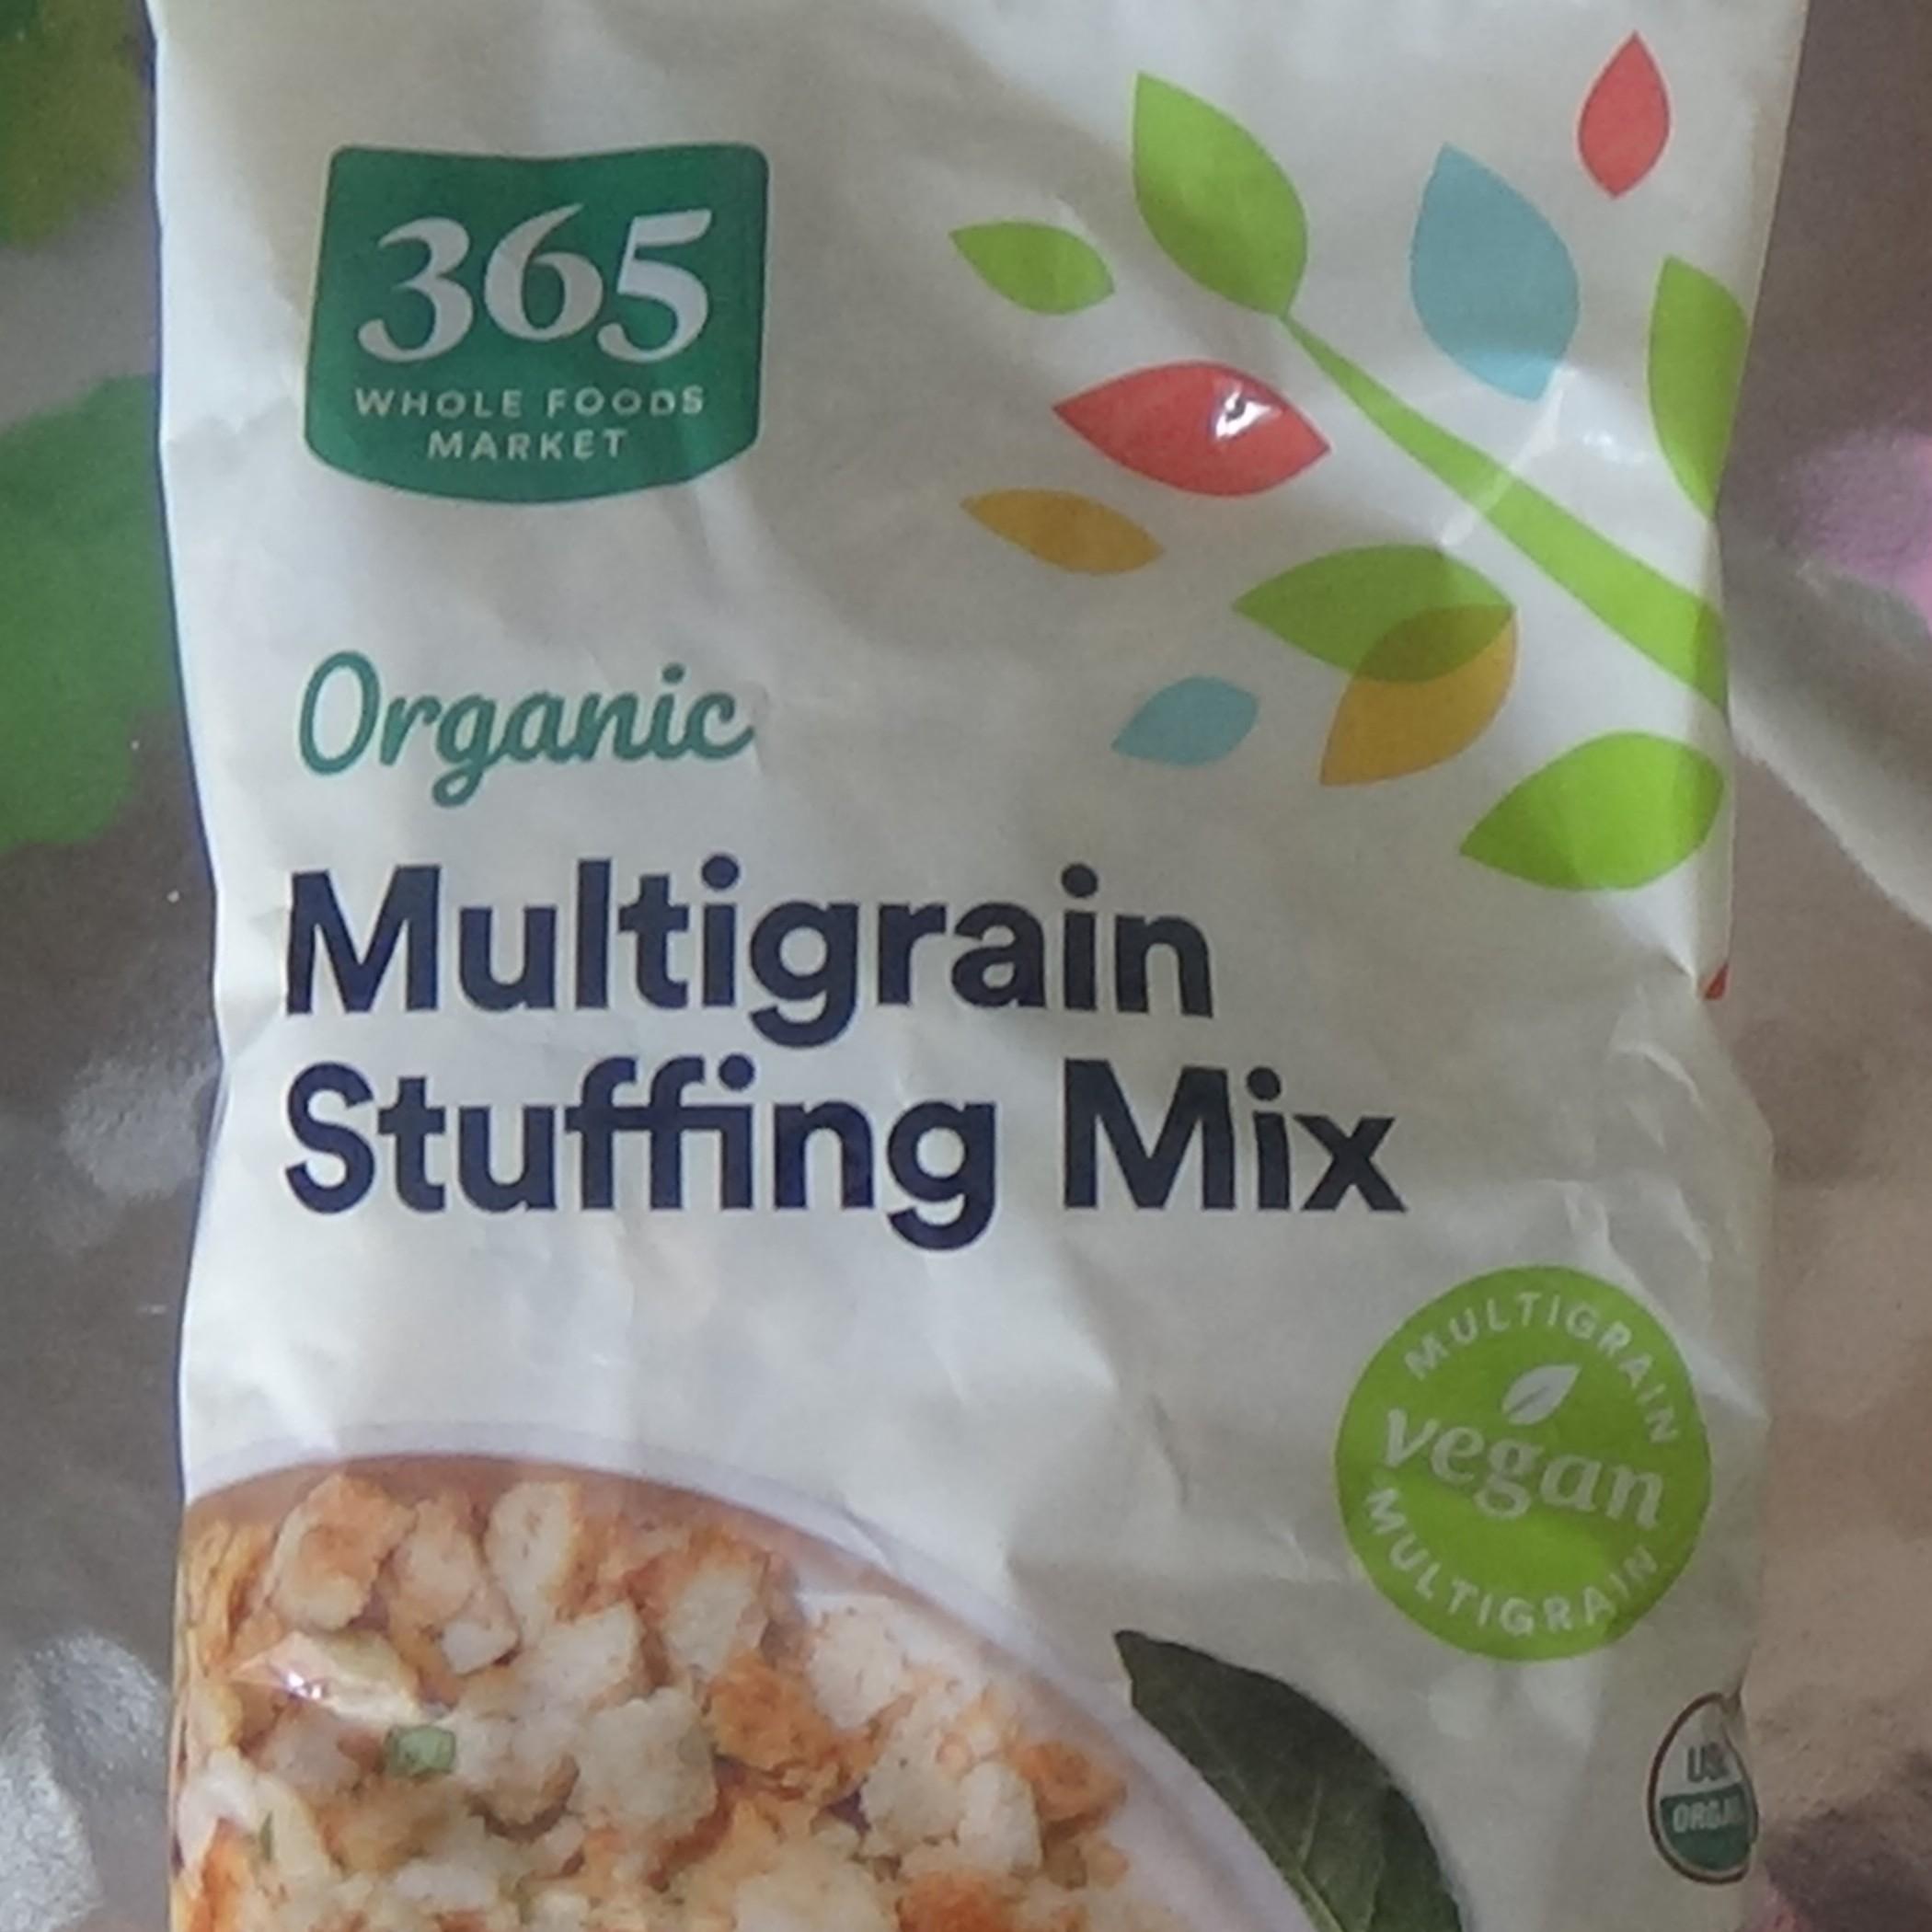 365
WHOLE FOODS
MARKET
Organic
Multigrain
Stuffing Mix
MULTIGRAIN
vegan
MULTIGRAIN